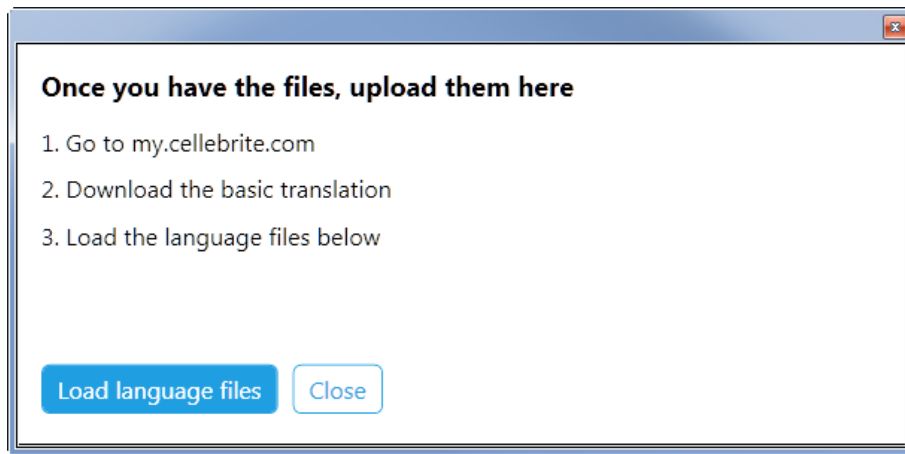 Once you have the files, upload them here
1. Go to my.cellebrite.com
2. Download the basic translation
3. Load the language files below
Load language files
Close